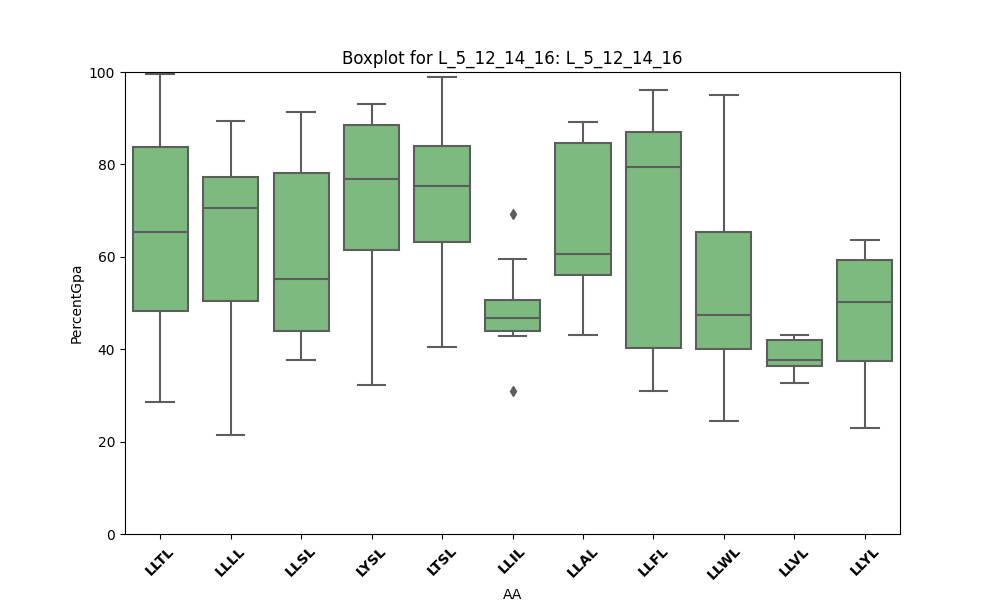 Boxplot for L_5_12_14_16: L_5_12_14_16
100
80
60
40
20
0
PercentGpa
LLTL LLLL LLSL LYSL LTSL LLIL LLAL LLFL LLWL LLVL LLYL
AA